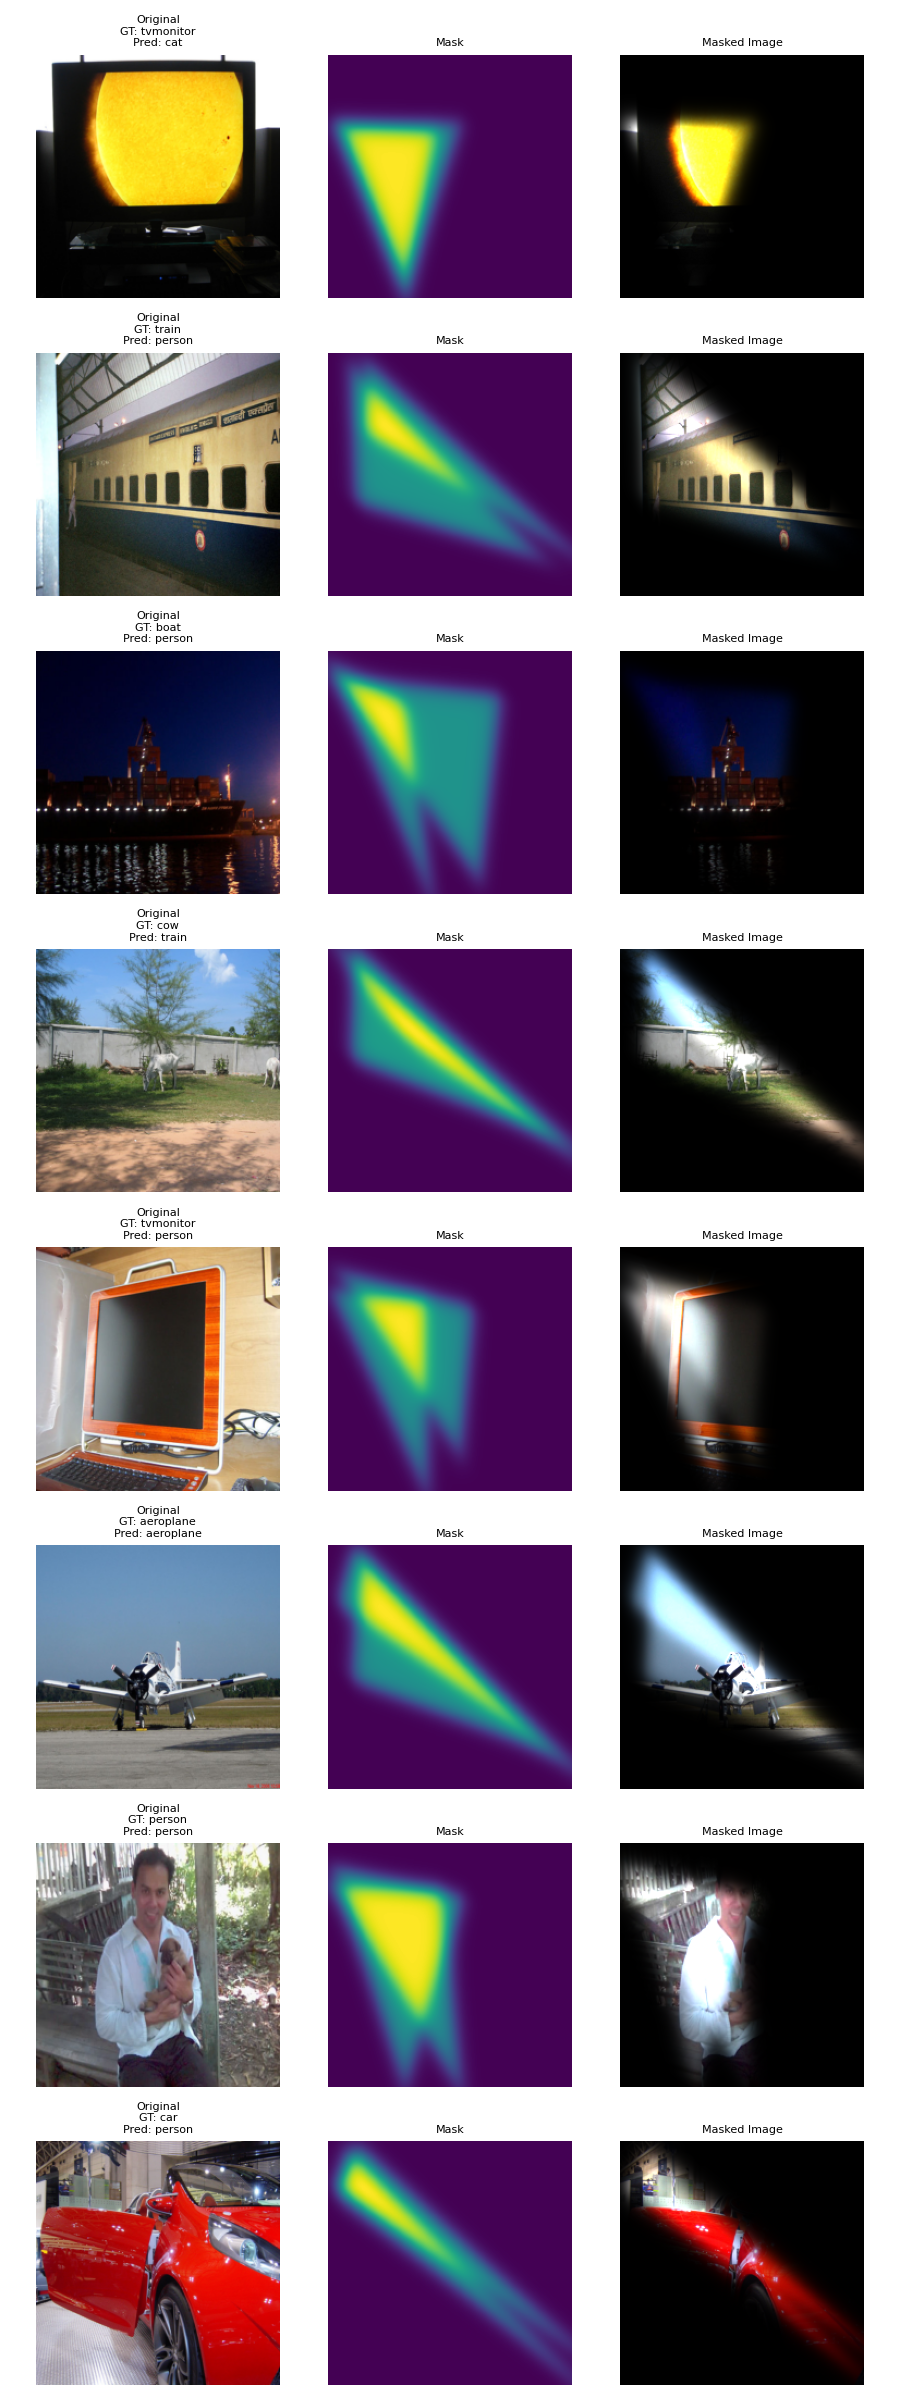 Original
GT: tvmonitor
Pred: cat
Mask
Masked Image
Original
GT: train
Pred: person
Mask
Masked Image
Original
GT: boat
Pred: person
Mask
Masked Image
Original
GT: cow
Pred: train
Mask
Masked Image
Original
GT: tvmonitor
Pred: person
Mask
Masked Image
Original
GT: aeroplane
Pred: aeroplane
Mask
Masked Image
Original
GT: person
Pred: person
Mask
Masked Image
Original
GT: car
Pred: person
Mask
Masked Image